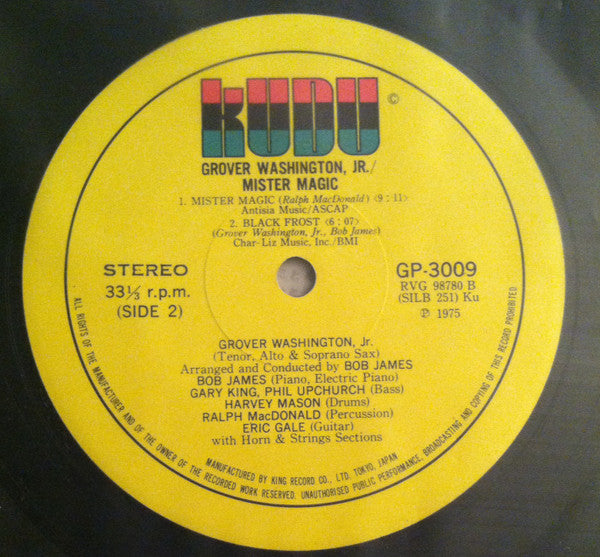 KUDU ©
GROVER WASHINGTON, JR./
MISTER MAGIC
1. MISTER MAGIC (Ralph MacDonald) <9:11>
Antisia Music/ASCAP
2. BLACK FROST <6:07>
(Grover Washington, Jr., Bob James)
Char-Liz Music, Inc./BMI
STEREO
33⅓ r.p.m.
(SIDE 2)
GP-3009
RVG 98780 B
(SILB 251) Ku
℗ 1975
GROVER WASHINGTON, Jr.
(Tenor, Alto & Soprano Sax)
Arranged and Conducted by BOB JAMES
BOB JAMES (Piano, Electric Piano)
GARY KING, PHIL UPCHURCH (Bass)
HARVEY MASON (Drums)
RALPH MacDONALD (Percussion)
ERIC GALE (Guitar)
with Horn & Strings Sections
MANUFACTURED BY KING RECORD CO., LTD. TOKYO, JAPAN
ALL RIGHTS OF THE MANUFACTURER AND OF THE OWNER OF THE RECORDED WORK RESERVED. UNAUTHORISED PUBLIC PERFORMANCE, BROADCASTING AND COPYING OF THIS RECORD PROHIBITED